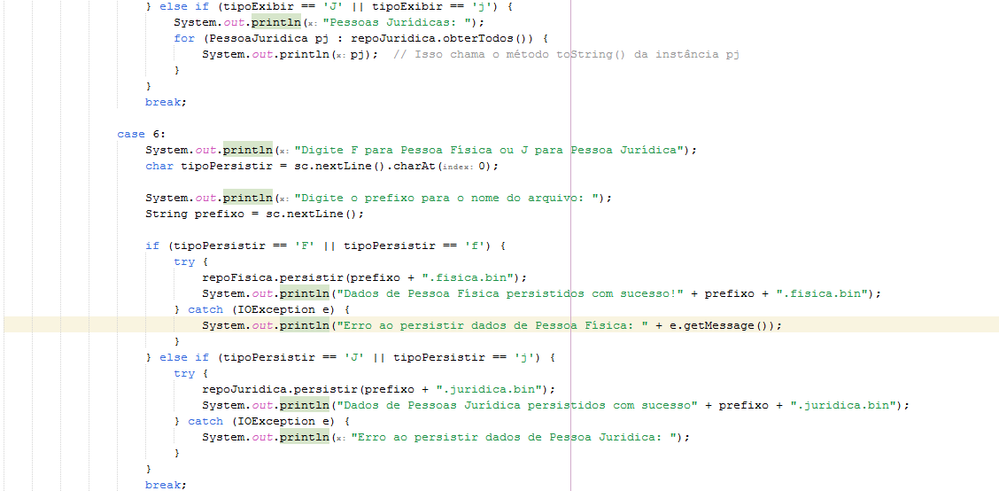 } else if (tipoExibir == 'J' || tipoExibir == 'j') {
System.out.println(x: "Pessoas Jurídicas: ");
for (PessoaJuridica pj : repoJuridica.obterTodos()) {
System.out.println(x: pj);  // Isso chama o método toString() da instância pj
}
}
break;
case 6:
System.out.println(x: "Digite F para Pessoa Física ou J para Pessoa Jurídica");
char tipoPersistir = sc.nextLine().charAt(index: 0);
System.out.println(x: "Digite o prefixo para o nome do arquivo: ");
String prefixo = sc.nextLine();
if (tipoPersistir == 'F' || tipoPersistir == 'f') {
try {
repoFisica.persistir(prefixo + ".fisica.bin");
System.out.println("Dados de Pessoa Física persistidos com sucesso!" + prefixo + ".fisica.bin");
} catch (IOException e) {
System.out.println("Erro ao persistir dados de Pessoa Física: " + e.getMessage());
}
} else if (tipoPersistir == 'J' || tipoPersistir == 'j') {
try {
repoJuridica.persistir(prefixo + ".juridica.bin");
System.out.println("Dados de Pessoas Jurídica persistidos com sucesso" + prefixo + ".juridica.bin");
} catch (IOException e) {
System.out.println(x: "Erro ao persistir dados de Pessoa Juridica: ");
}
}
break;